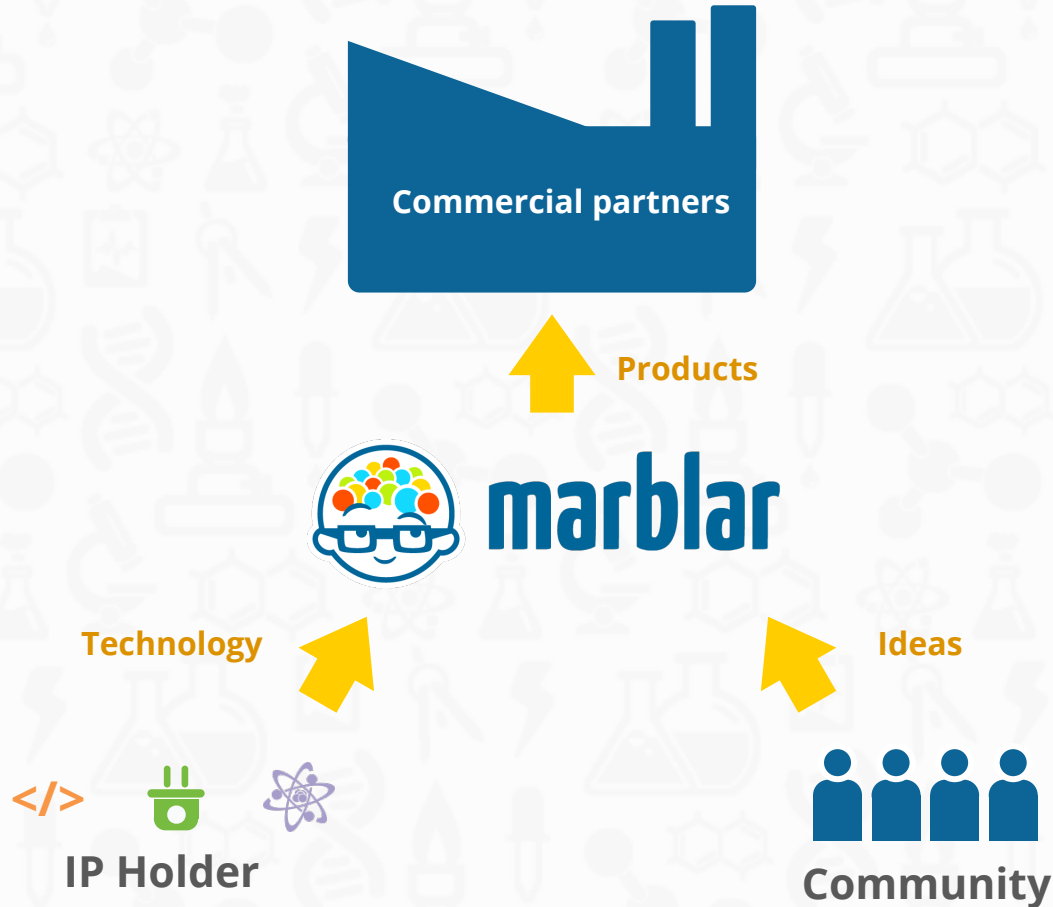 Commercial partners
Products
marblar
Technology
Ideas
</>
IP Holder
Community